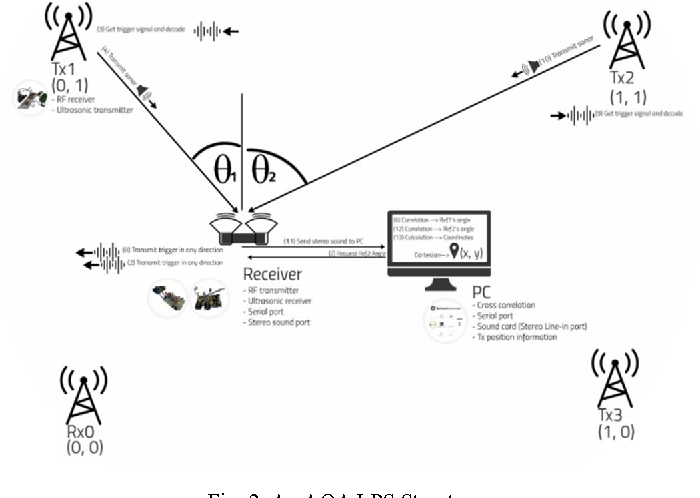 (3) Get trigger signal and decode
Tx1
(0, 1)
- RF receiver
- Ultrasonic transmitter
(4) Transmit sonar
(10) Transmit sonar
Tx2
(1, 1)
(9) Get trigger signal and decode
θ1
θ2
(11) Send stereo sound to PC
(7) Request Ref2 Angle
Transmit trigger in any direction
(2) Transmit trigger in any direction
Receiver
- RF transmitter
- Ultrasonic receiver
- Serial port
- Stereo sound port
(6) Correlation --> Ref1's angle
(12) Correlation --> Ref2's angle
(13) Calculation --> Coordinates
Cartesian--> (x, y)
PC
- Cross correlation
- Serial port
- Sound card (Stereo Line-in port)
- Tx position information
Rx0
(0, 0)
Tx3
(1, 0)
AOA LPS